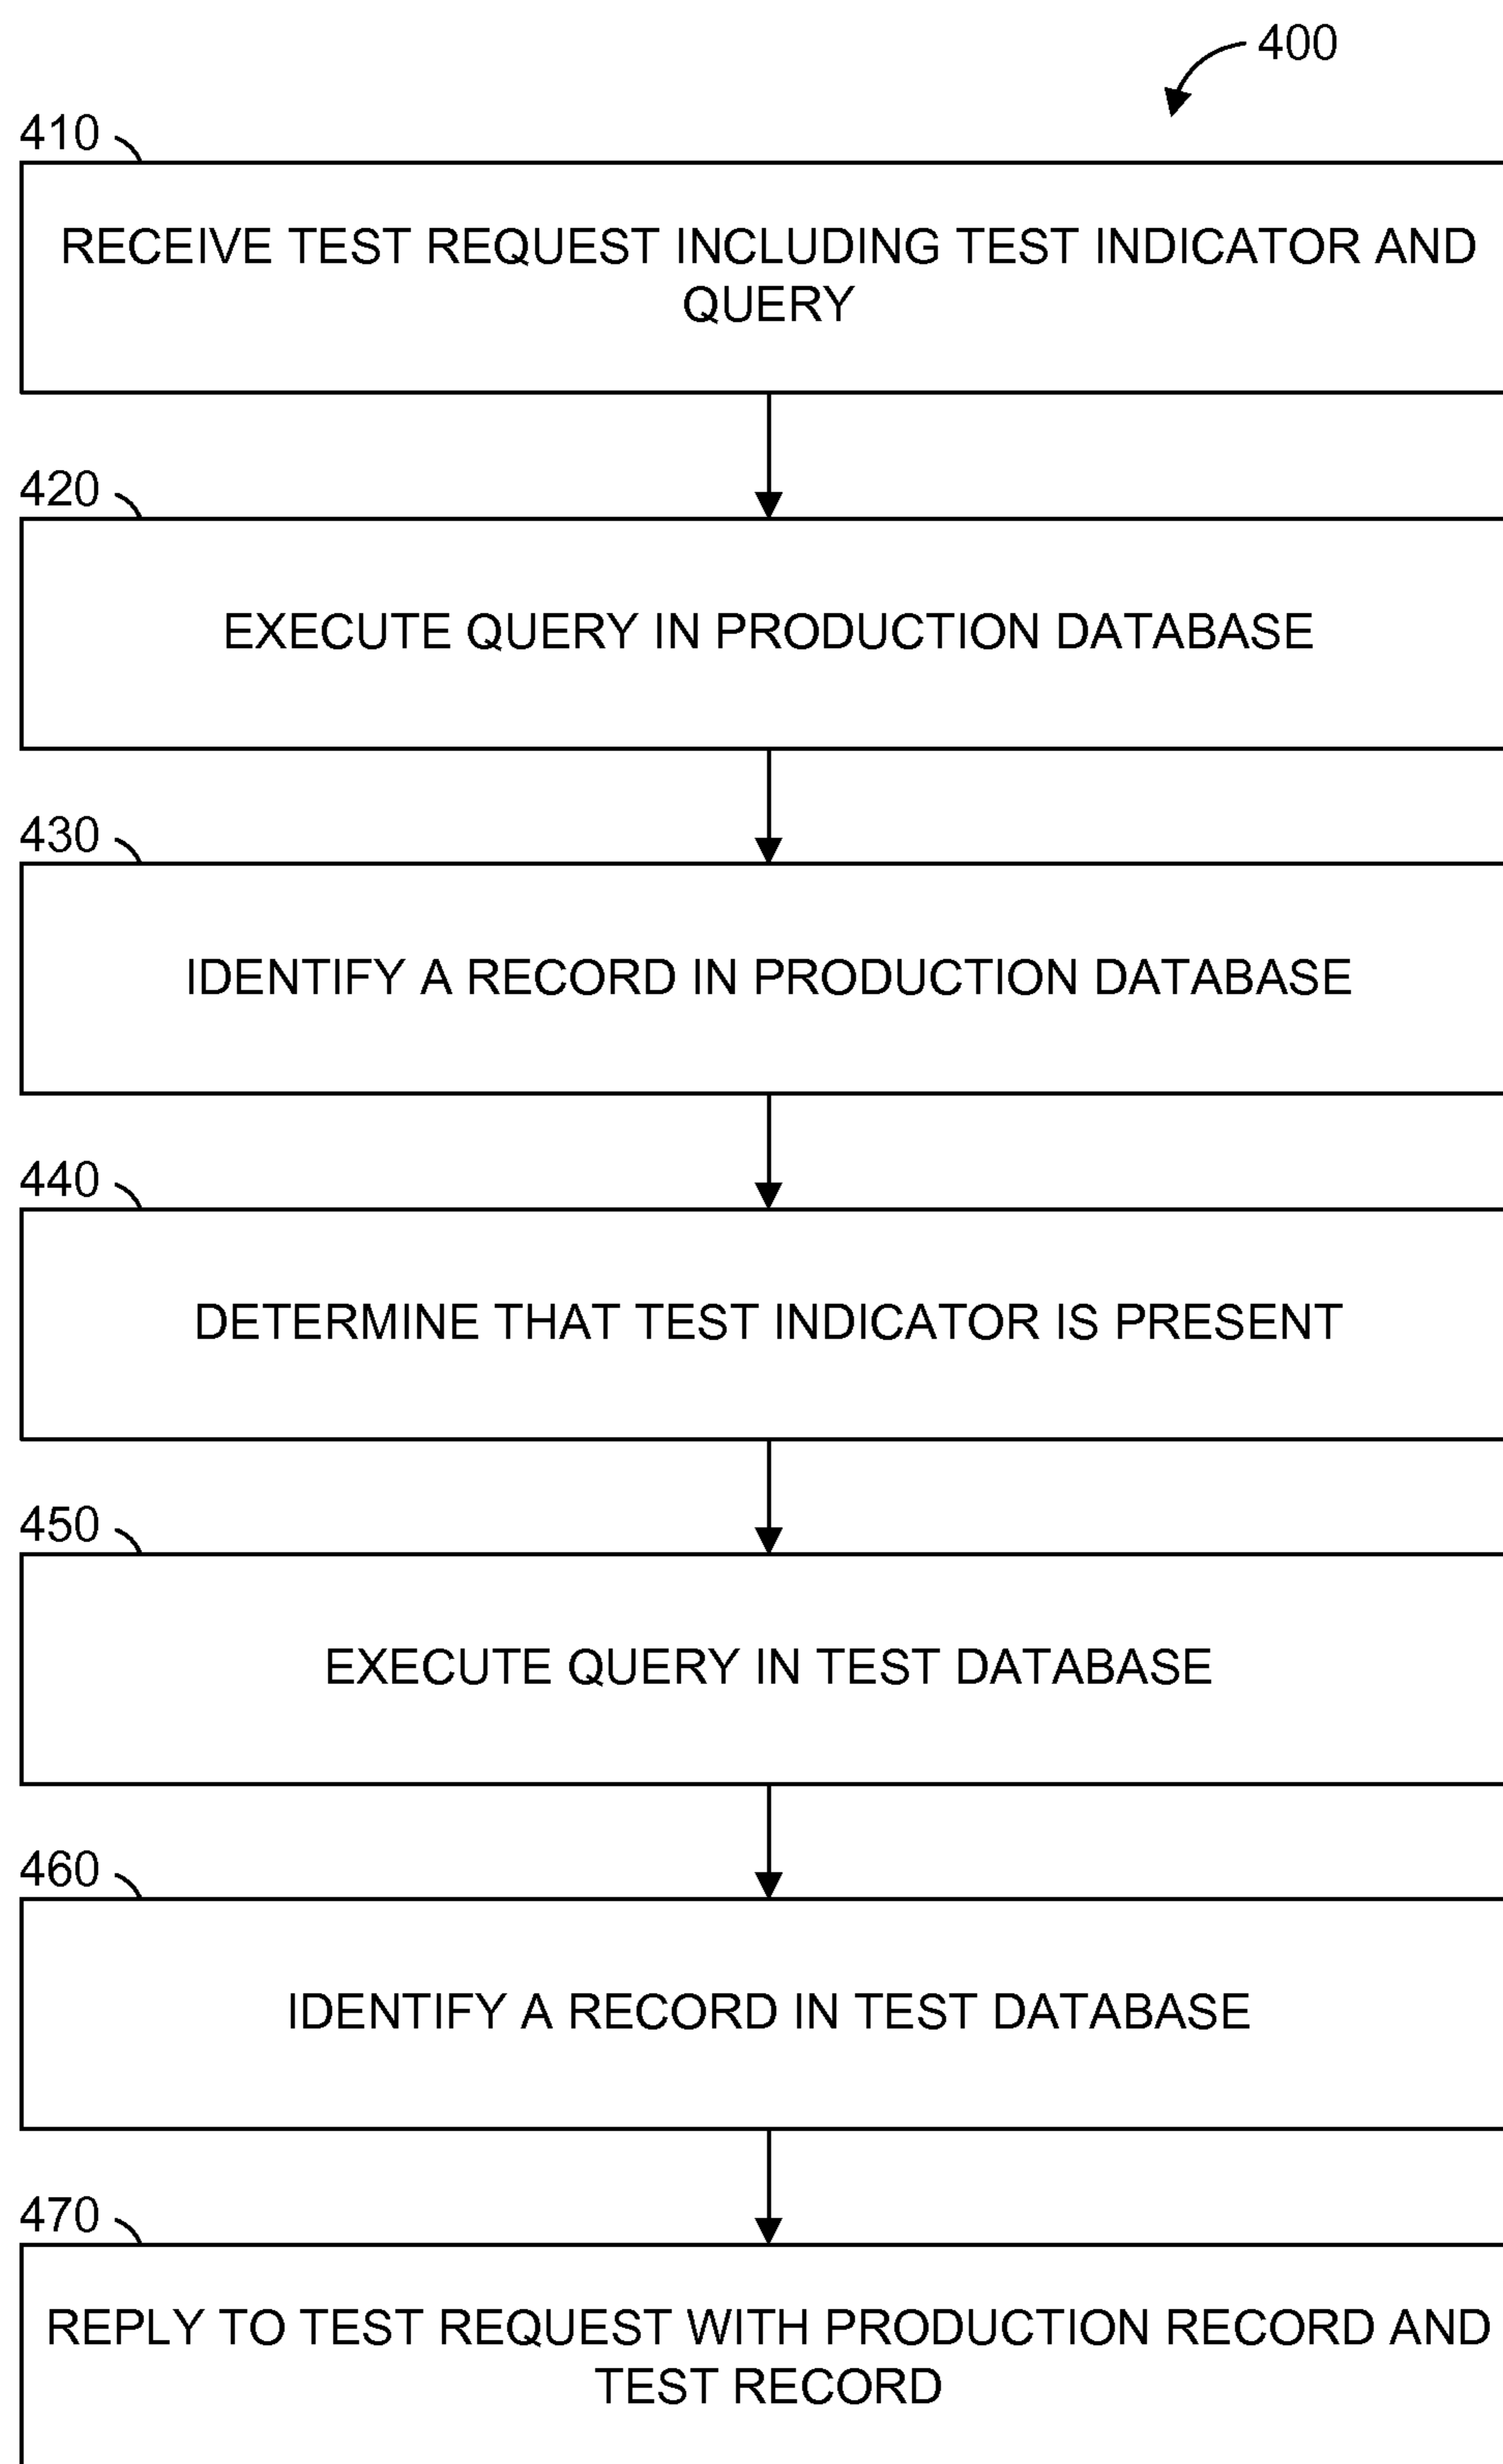 400
410
RECEIVE TEST REQUEST INCLUDING TEST INDICATOR AND
QUERY
420
EXECUTE QUERY IN PRODUCTION DATABASE
430
IDENTIFY A RECORD IN PRODUCTION DATABASE
440
DETERMINE THAT TEST INDICATOR IS PRESENT
450
EXECUTE QUERY IN TEST DATABASE
460
IDENTIFY A RECORD IN TEST DATABASE
470
REPLY TO TEST REQUEST WITH PRODUCTION RECORD AND
TEST RECORD